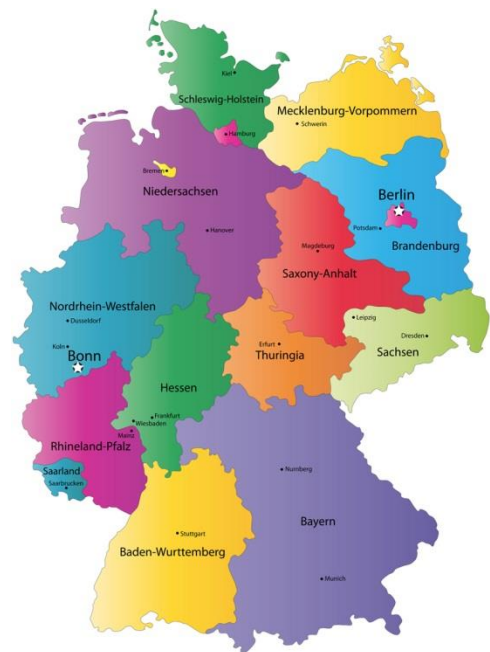 Kiel
Schleswig-Holstein
Mecklenburg-Vorpommern
Schwerin
Hamburg
Bremen
Niedersachsen
Berlin
Potsdam
Hanover
Brandenburg
Magdeburg
Saxony-Anhalt
Nordrhein-Westfalen
Dusseldorf
Leipzig
Dresden
Koln
Erfurt
Sachsen
Bonn
Thuringia
Hessen
Frankfurt
Wiesbaden
Mainz
Rhineland-Pfalz
Saarland
Nurnberg
Saarbrucken
Bayern
Stuttgart
Baden-Wurttemberg
Munich